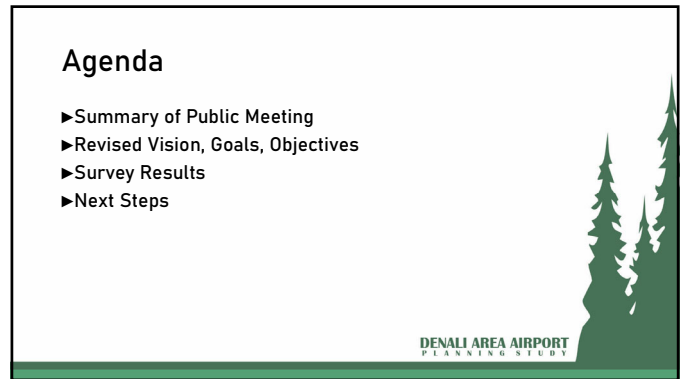 Agenda
▶Summary of Public Meeting
▶Revised Vision, Goals, Objectives
▶Survey Results
▶Next Steps
DENALI AREA AIRPORT
PLANNING STUDY